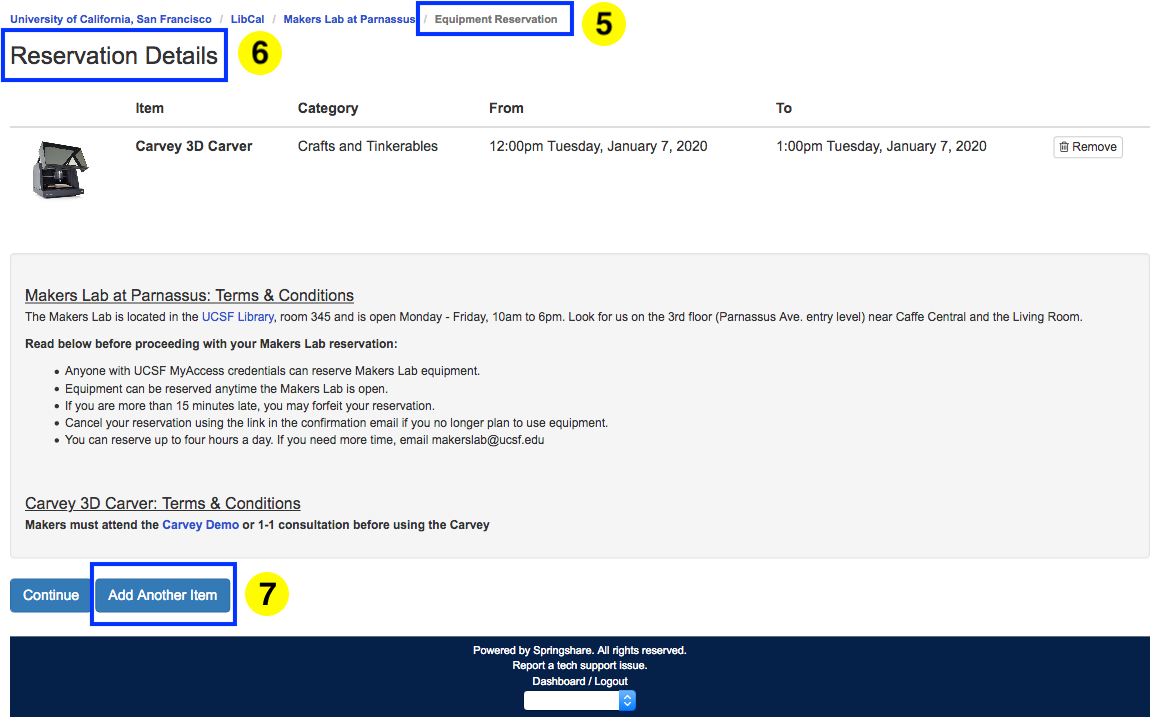 University of California, San Francisco / LibCal / Makers Lab at Parnassus / Equipment Reservation 5
Reservation Details 6
Item Category From To
Carvey 3D Carver Crafts and Tinkerables 12:00pm Tuesday, January 7, 2020 1:00pm Tuesday, January 7, 2020 Remove
Makers Lab at Parnassus: Terms & Conditions
The Makers Lab is located in the UCSF Library, room 345 and is open Monday - Friday, 10am to 6pm. Look for us on the 3rd floor (Parnassus Ave. entry level) near Caffe Central and the Living Room.
Read below before proceeding with your Makers Lab reservation:
• Anyone with UCSF MyAccess credentials can reserve Makers Lab equipment.
• Equipment can be reserved anytime the Makers Lab is open.
• If you are more than 15 minutes late, you may forfeit your reservation.
• Cancel your reservation using the link in the confirmation email if you no longer plan to use equipment.
• You can reserve up to four hours a day. If you need more time, email makerslab@ucsf.edu
Carvey 3D Carver: Terms & Conditions
Makers must attend the Carvey Demo or 1-1 consultation before using the Carvey
Continue Add Another Item 7
Powered by Springshare. All rights reserved.
Report a tech support issue.
Dashboard / Logout